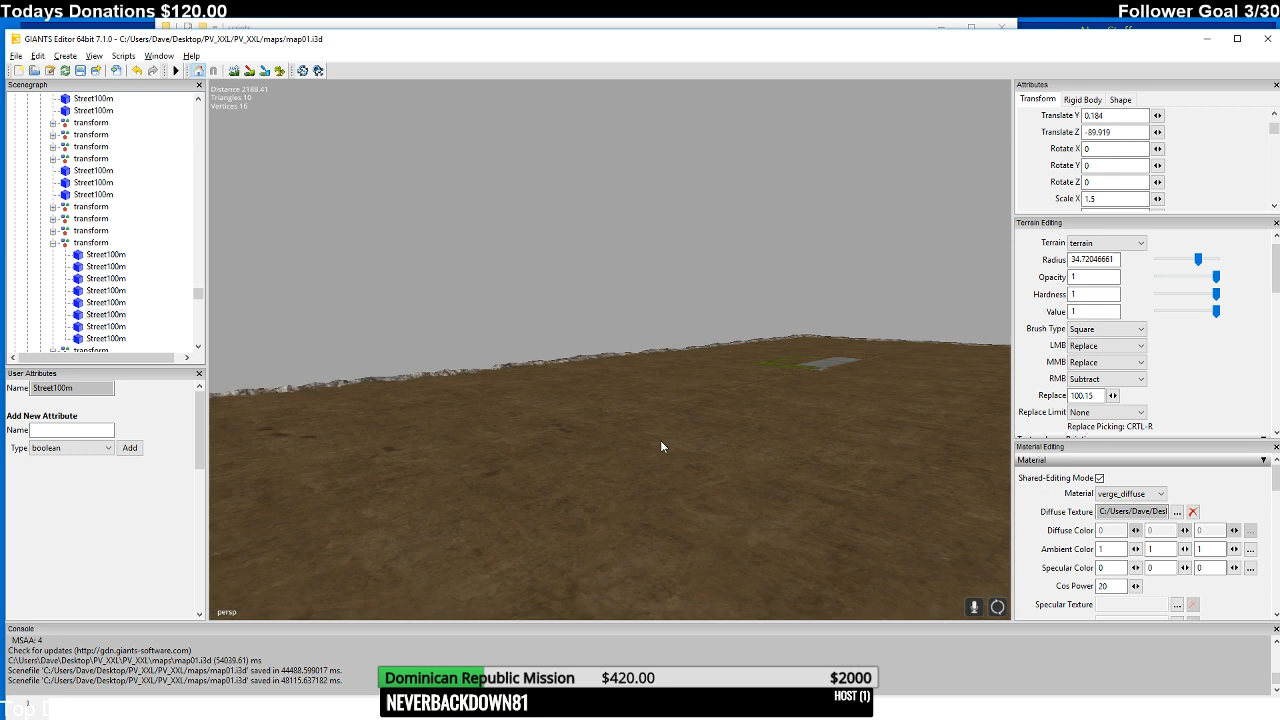 Todays Donations $120.00
Follower Goal 3/30
GIANTS Editor 64bit 7.1.0 - C:/Users/Dave/Desktop/PV_XXL/PV_XXL/maps/map01.i3d
File Edit Create View Scripts Window Help
Scenegraph
Street100m
Street100m
transform
transform
transform
transform
Street100m
Street100m
Street100m
transform
transform
transform
transform
Street100m
Street100m
Street100m
Street100m
Street100m
Street100m
Street100m
Street100m
transform
User Attributes
Name Street100m
Add New Attribute
Name
Type boolean Add
Distance 2188.41
Triangles 10
Vertices 16
persp
Attributes
Transform Rigid Body Shape
Translate Y 0.184
Translate Z -89.919
Rotate X 0
Rotate Y 0
Rotate Z 0
Scale X 1.5
Terrain Editing
Terrain terrain
Radius 34.72046661
Opacity 1
Hardness 1
Value 1
Brush Type Square
LMB Replace
MMB Replace
RMB Subtract
Replace 100.15
Replace Limit None
Replace Picking: CTRL-R
Material Editing
Material
Shared-Editing Mode
Material verge_diffuse
Diffuse Texture C:/Users/Dave/Desl ...
Diffuse Color 0 0 0 ...
Ambient Color 1 1 1 ...
Specular Color 0 0 0 ...
Cos Power 20
Specular Texture ...
Console
MSAA: 4
Check for updates (http://gdn.giants-software.com)
C:\Users\Dave\Desktop\PV_XXL\PV_XXL\maps\map01.i3d (54039.61) ms
Scenefile 'C:/Users/Dave/Desktop/PV_XXL/PV_XXL/maps/map01.i3d' saved in 44488.599017 ms.
Scenefile 'C:/Users/Dave/Desktop/PV_XXL/PV_XXL/maps/map01.i3d' saved in 48115.637182 ms.
Dominican Republic Mission $420.00 $2000
NEVERBACKDOWN81 HOST (1)